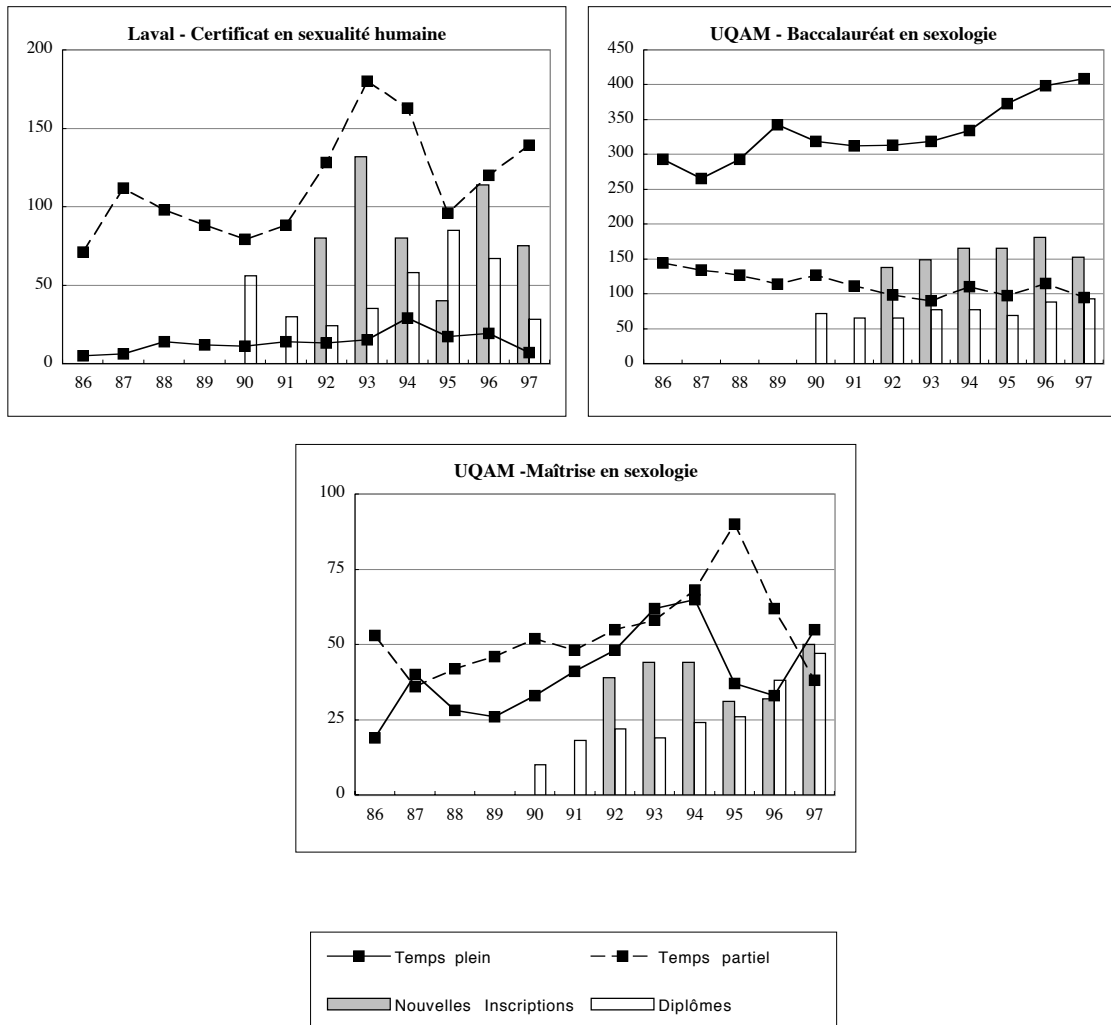 Laval - Certificat en sexualité humaine
200
150
100
50
0
86 87 88 89 90 91 92 93 94 95 96 97
UQAM - Baccalauréat en sexologie
450
400
350
300
250
200
150
100
50
0
86 87 88 89 90 91 92 93 94 95 96 97
UQAM -Maîtrise en sexologie
100
75
50
25
0
86 87 88 89 90 91 92 93 94 95 96 97
Temps plein Temps partiel
Nouvelles Inscriptions Diplômes